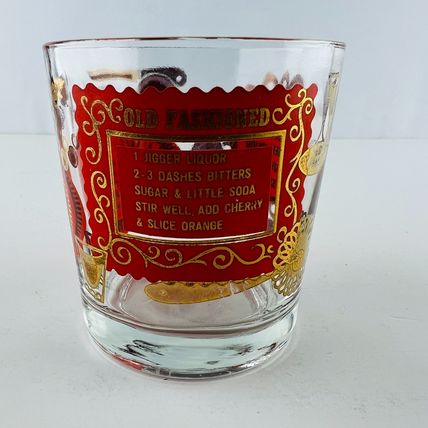 OLD FASHIONED
1 JIGGER LIQUOR
2-3 DASHES BITTERS
SUGAR & LITTLE SODA
STIR WELL, ADD CHERRY
& SLICE ORANGE